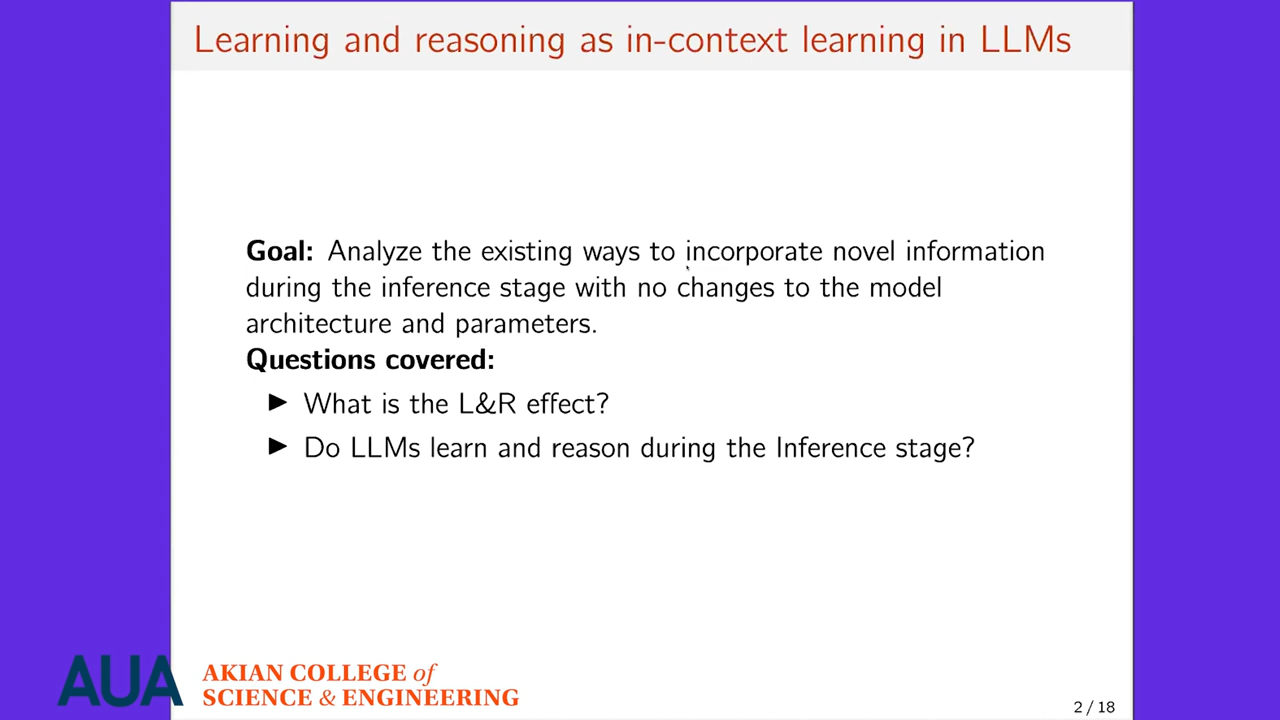 Learning and reasoning as in-context learning in LLMs
Goal: Analyze the existing ways to incorporate novel information
during the inference stage with no changes to the model
architecture and parameters.
Questions covered:
▶ What is the L&R effect?
▶ Do LLMs learn and reason during the Inference stage?
AUA
AKIAN COLLEGE of
SCIENCE & ENGINEERING
2 / 18